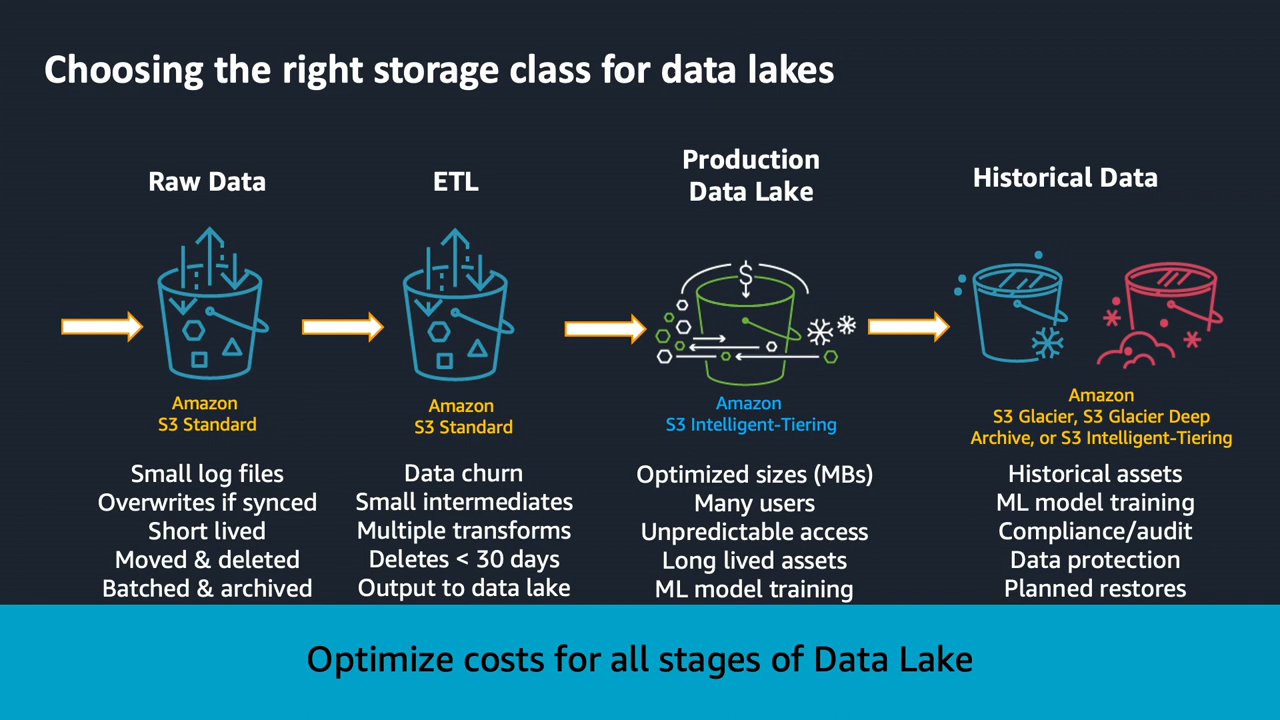 Choosing the right storage class for data lakes
Raw Data
ETL
Production
Data Lake
Historical Data
$
Amazon
S3 Standard
Amazon
S3 Standard
Amazon
S3 Intelligent-Tiering
Amazon
S3 Glacier, S3 Glacier Deep
Archive, or S3 Intelligent-Tiering
Small log files
Overwrites if synced
Short lived
Moved & deleted
Batched & archived
Data churn
Small intermediates
Multiple transforms
Deletes < 30 days
Output to data lake
Optimized sizes (MBs)
Many users
Unpredictable access
Long lived assets
ML model training
Historical assets
ML model training
Compliance/audit
Data protection
Planned restores
Optimize costs for all stages of Data Lake